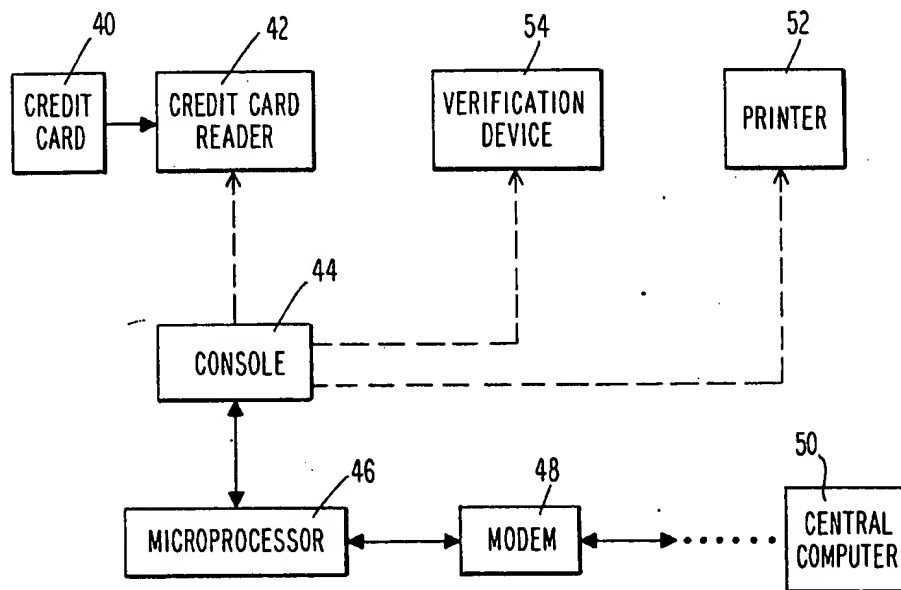 40
42
54
52
CREDIT
CARD
CREDIT CARD
READER
VERIFICATION
DEVICE
PRINTER
44
CONSOLE
46
48
50
MICROPROCESSOR
MODEM
CENTRAL
COMPUTER